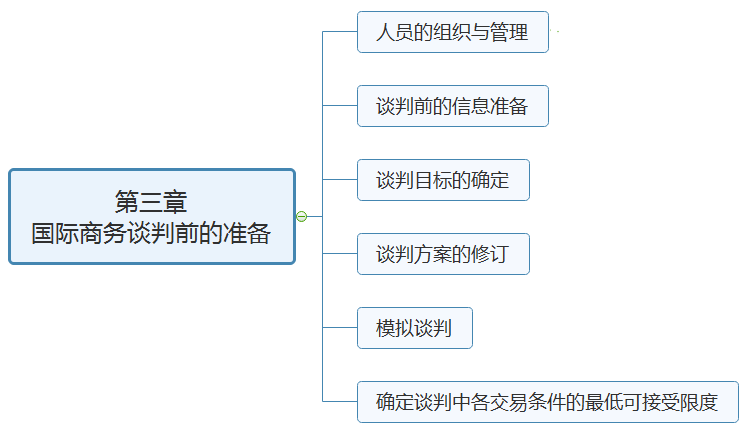 第三章
国际商务谈判前的准备
人员的组织与管理
谈判前的信息准备
谈判目标的确定
谈判方案的修订
模拟谈判
确定谈判中各交易条件的最低可接受限度